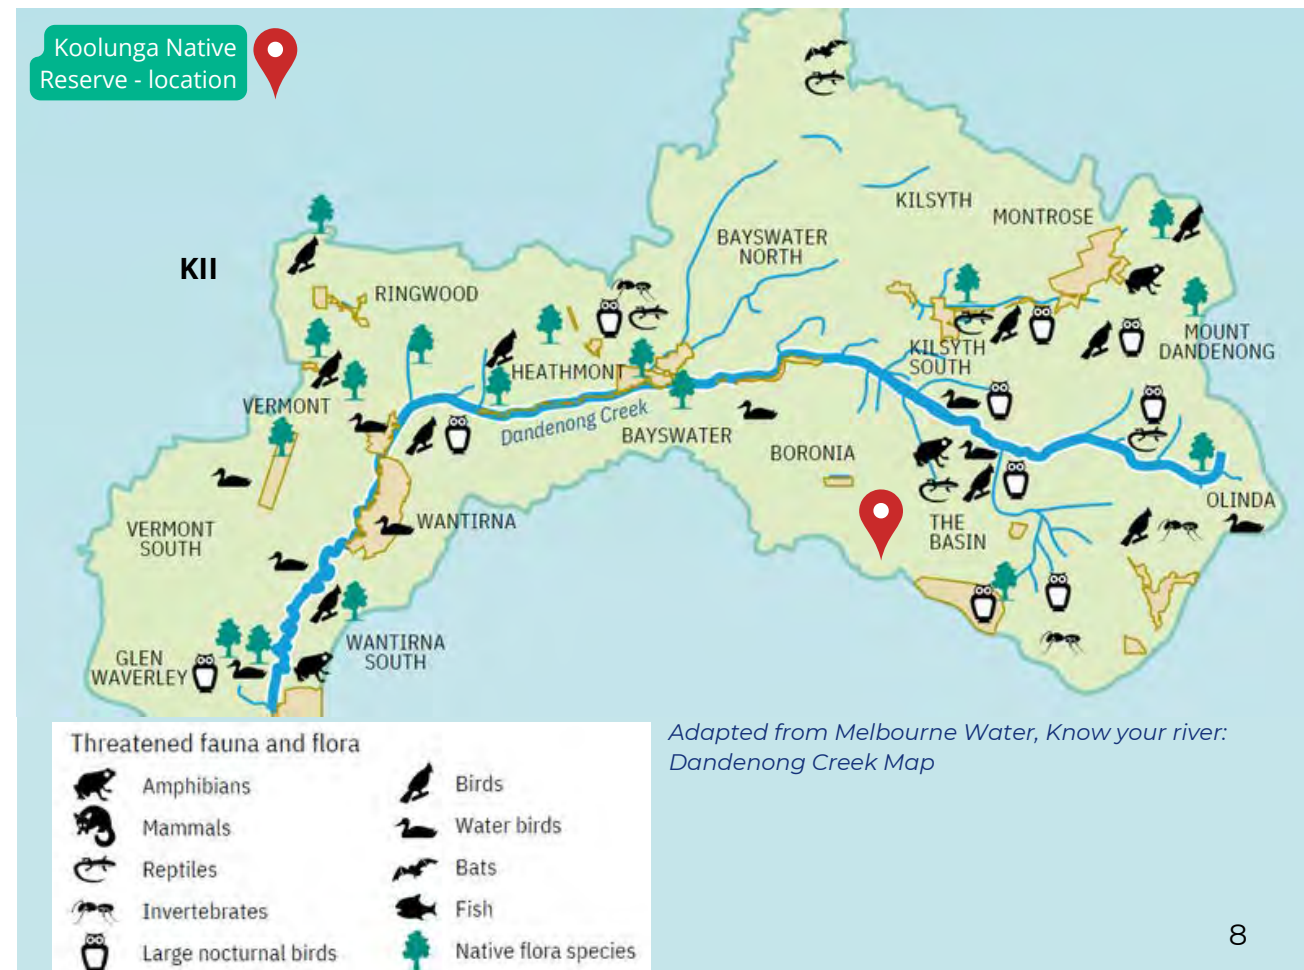 Koolunga Native
Reserve - location
KII
KILSYTH
MONTROSE
BAYSWATER
NORTH
RINGWOOD
MOUNT
DANDENONG
KILSYTH
SOUTH
HEATHMONT
VERMONT
Dandenong Creek
BAYSWATER
BORONIA
OLINDA
WANTIRNA
THE
BASIN
VERMONT
SOUTH
WANTIRNA
SOUTH
GLEN
WAVERLEY
Threatened fauna and flora
Amphibians
Mammals
Reptiles
Invertebrates
Large nocturnal birds
Birds
Water birds
Bats
Fish
Native flora species
Adapted from Melbourne Water, Know your river:
Dandenong Creek Map
8